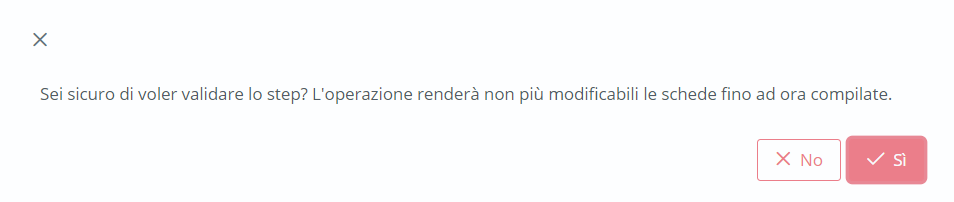 Sei sicuro di voler validare lo step? L'operazione renderà non più modificabili le schede fino ad ora compilate.
No
Sì